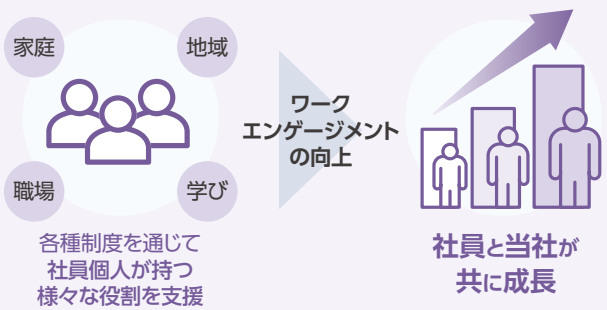 家庭
地域
職場
学び
各種制度を通じて
社員個人が持つ
様々な役割を支援
ワーク
エンゲージメント
の向上
社員と当社が
共に成長